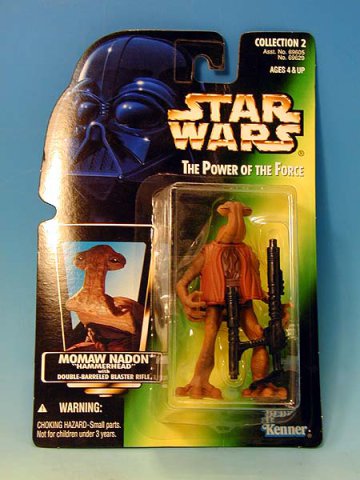 COLLECTION 2
Asst. No. 69605
No. 69629
AGES 4 & UP
STAR
WARS
®
THE POWER OF THE FORCE
MOMAW NADON
"HAMMERHEAD"
with
DOUBLE-BARRELED BLASTER RIFLE
WARNING:
CHOKING HAZARD-Small parts.
Not for children under 3 years.
Kenner